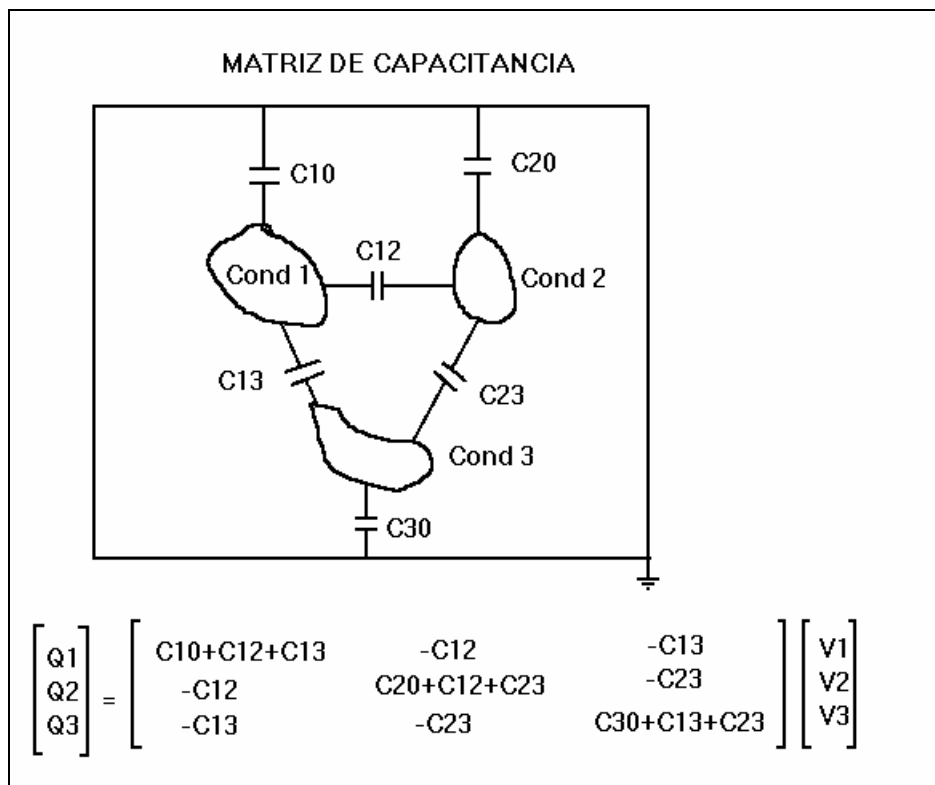 MATRIZ DE CAPACITANCIA
C10
C20
C12
Cond 1
Cond 2
C13
C23
Cond 3
C30
Q1 C10+C12+C13 -C12 -C13 V1
Q2 = -C12 C20+C12+C23 -C23 V2
Q3 -C13 -C23 C30+C13+C23 V3